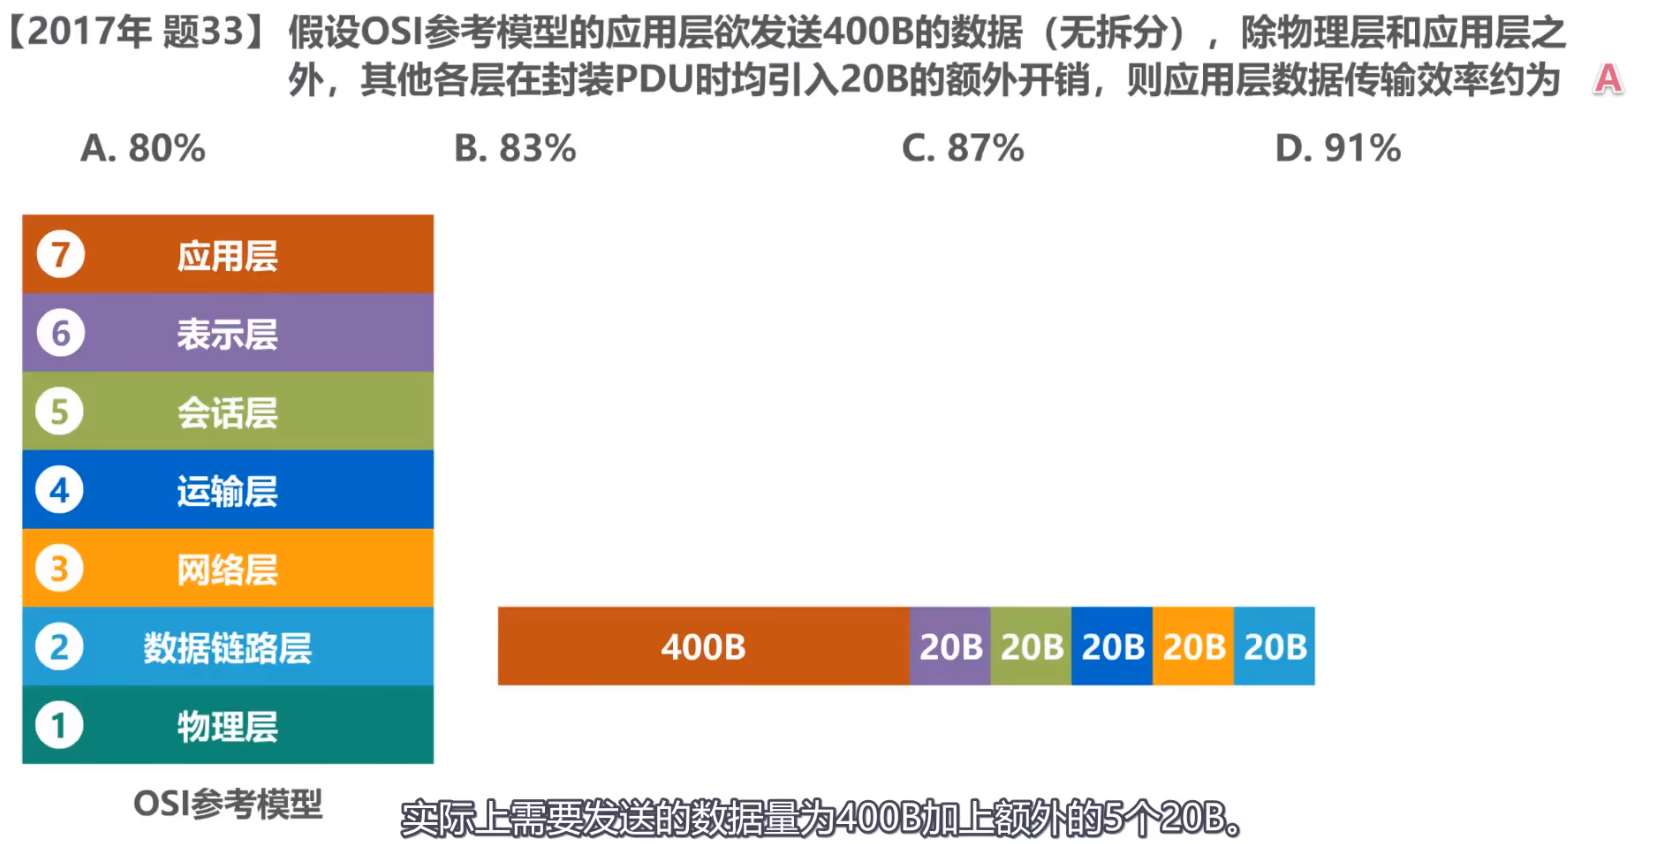 【2017年 题33】 假设OSI参考模型的应用层欲发送400B的数据（无拆分），除物理层和应用层之
外，其他各层在封装PDU时均引入20B的额外开销，则应用层数据传输效率约为 A
A. 80% B. 83% C. 87% D. 91%
7 应用层
6 表示层
5 会话层
4 运输层
3 网络层
2 数据链路层
400B 20B 20B 20B 20B 20B
1 物理层
OSI参考模型
实际上需要发送的数据量为400B加上额外的5个20B。